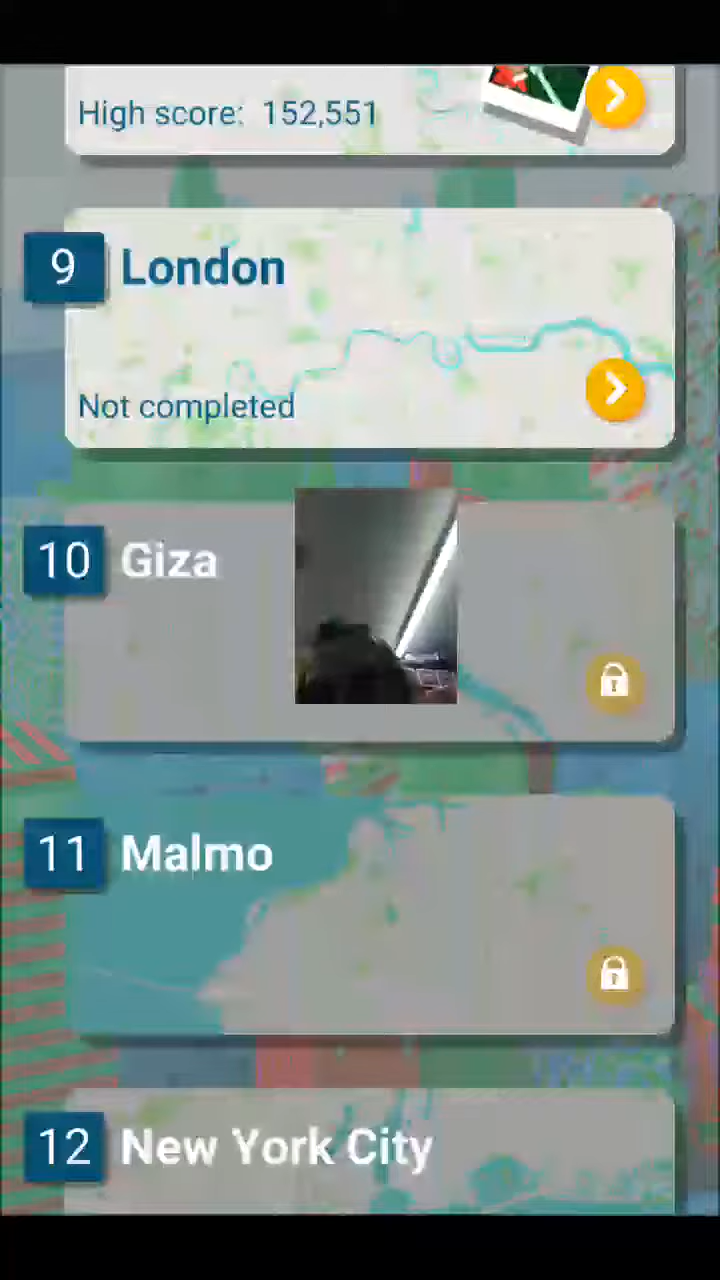 High score: 152,551
9 London
Not completed
10 Giza
11 Malmo
12 New York City